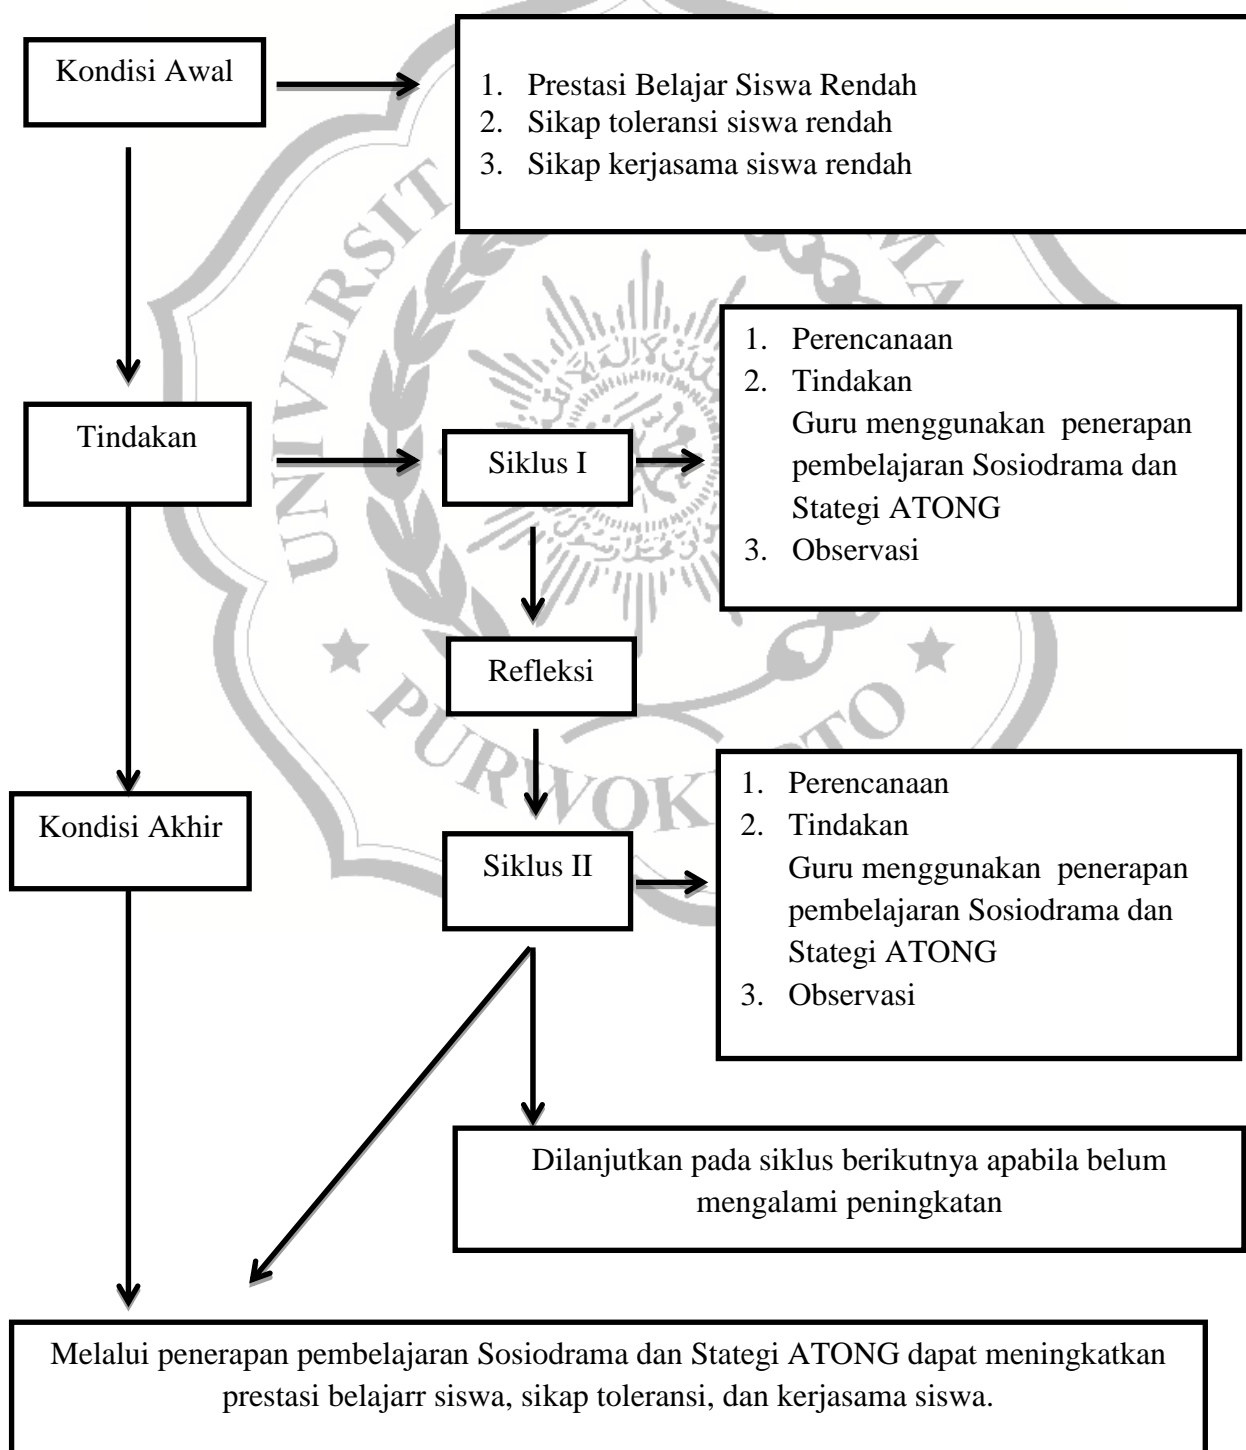 Kondisi Awal
1. Prestasi Belajar Siswa Rendah
2. Sikap toleransi siswa rendah
3. Sikap kerjasama siswa rendah
Tindakan
Siklus I
1. Perencanaan
2. Tindakan
Guru menggunakan penerapan
pembelajaran Sosiodrama dan
Stategi ATONG
3. Observasi
Refleksi
Kondisi Akhir
Siklus II
1. Perencanaan
2. Tindakan
Guru menggunakan penerapan
pembelajaran Sosiodrama dan
Stategi ATONG
3. Observasi
Dilanjutkan pada siklus berikutnya apabila belum
mengalami peningkatan
Melalui penerapan pembelajaran Sosiodrama dan Stategi ATONG dapat meningkatkan
prestasi belajarr siswa, sikap toleransi, dan kerjasama siswa.